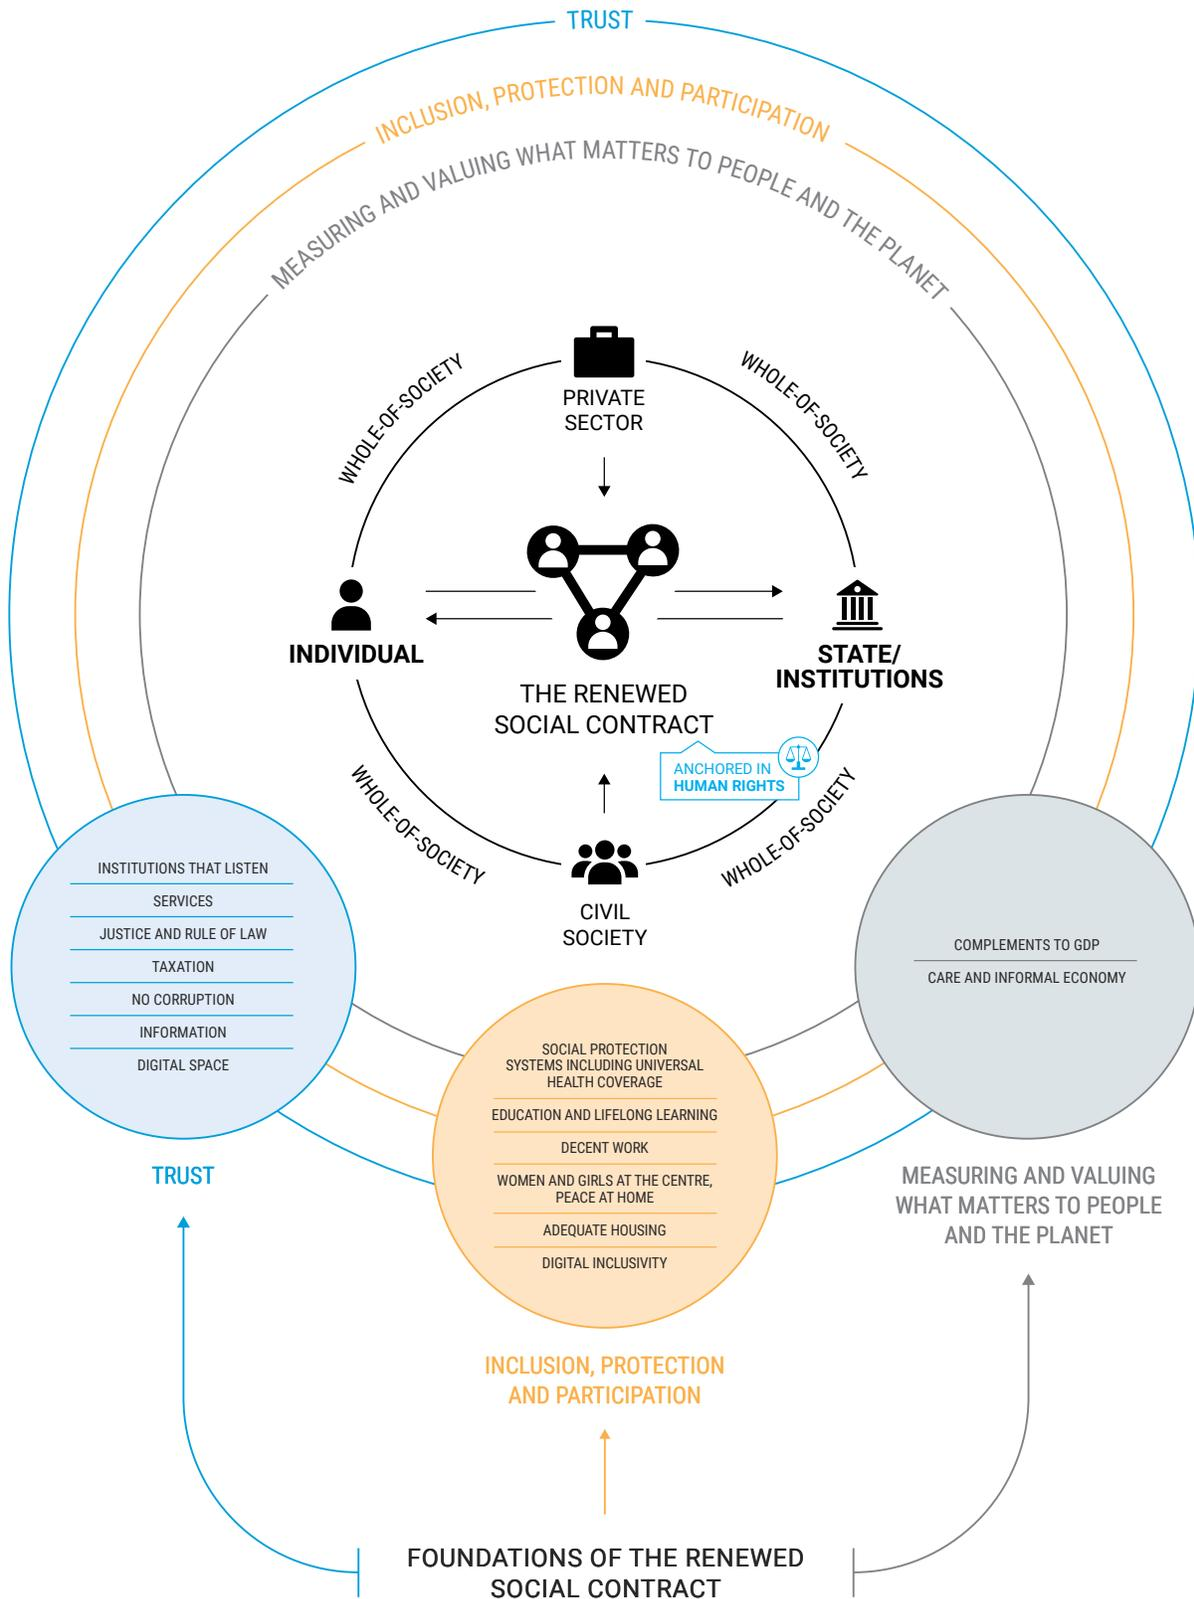 TRUST
INCLUSION, PROTECTION AND PARTICIPATION
MEASURING AND VALUING WHAT MATTERS TO PEOPLE AND THE PLANET
WHOLE-OF-SOCIETY
WHOLE-OF-SOCIETY
PRIVATE
SECTOR
INDIVIDUAL
STATE/
INSTITUTIONS
THE RENEWED
SOCIAL CONTRACT
ANCHORED IN
HUMAN RIGHTS
WHOLE-OF-SOCIETY
WHOLE-OF-SOCIETY
CIVIL
SOCIETY
INSTITUTIONS THAT LISTEN
SERVICES
JUSTICE AND RULE OF LAW
TAXATION
NO CORRUPTION
INFORMATION
DIGITAL SPACE
TRUST
SOCIAL PROTECTION
SYSTEMS INCLUDING UNIVERSAL
HEALTH COVERAGE
EDUCATION AND LIFELONG LEARNING
DECENT WORK
WOMEN AND GIRLS AT THE CENTRE,
PEACE AT HOME
ADEQUATE HOUSING
DIGITAL INCLUSIVITY
INCLUSION, PROTECTION
AND PARTICIPATION
COMPLEMENTS TO GDP
CARE AND INFORMAL ECONOMY
MEASURING AND VALUING
WHAT MATTERS TO PEOPLE
AND THE PLANET
FOUNDATIONS OF THE RENEWED
SOCIAL CONTRACT